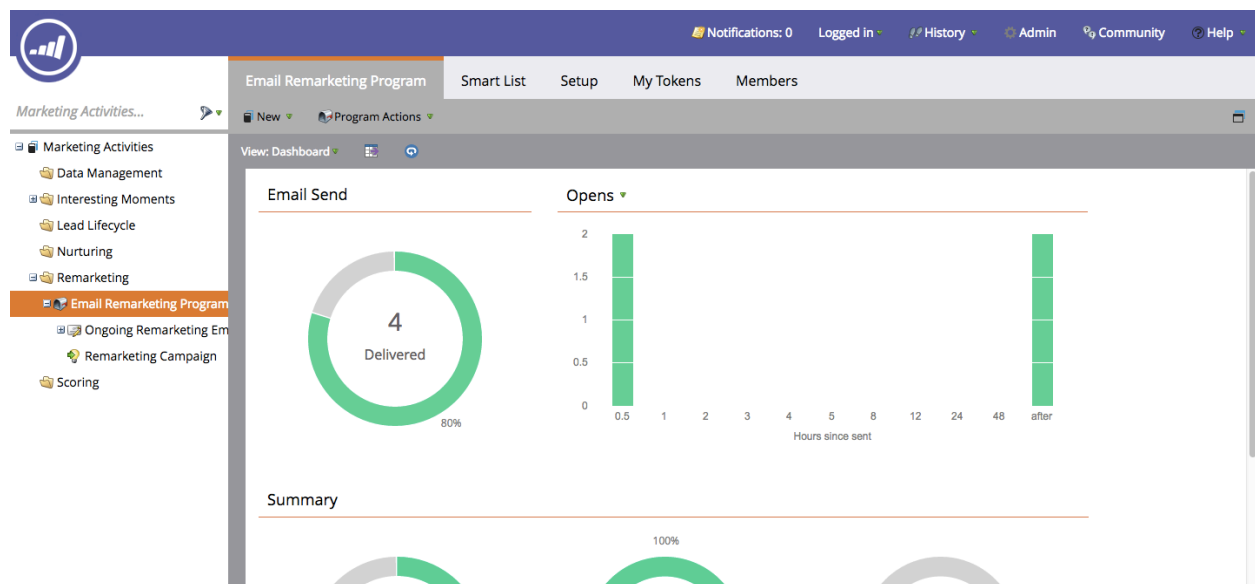 Notifications: 0 Logged in History Admin Community Help
Email Remarketing Program Smart List Setup My Tokens Members
Marketing Activities...
New Program Actions
View: Dashboard
Marketing Activities
Data Management
Interesting Moments
Lead Lifecycle
Nurturing
Remarketing
Email Remarketing Program
Ongoing Remarketing Em
Remarketing Campaign
Scoring
Email Send
4
Delivered
80%
Opens
2
1.5
1
0.5
0
0.5 1 2 3 4 5 8 12 24 48 after
Hours since sent
Summary
100%